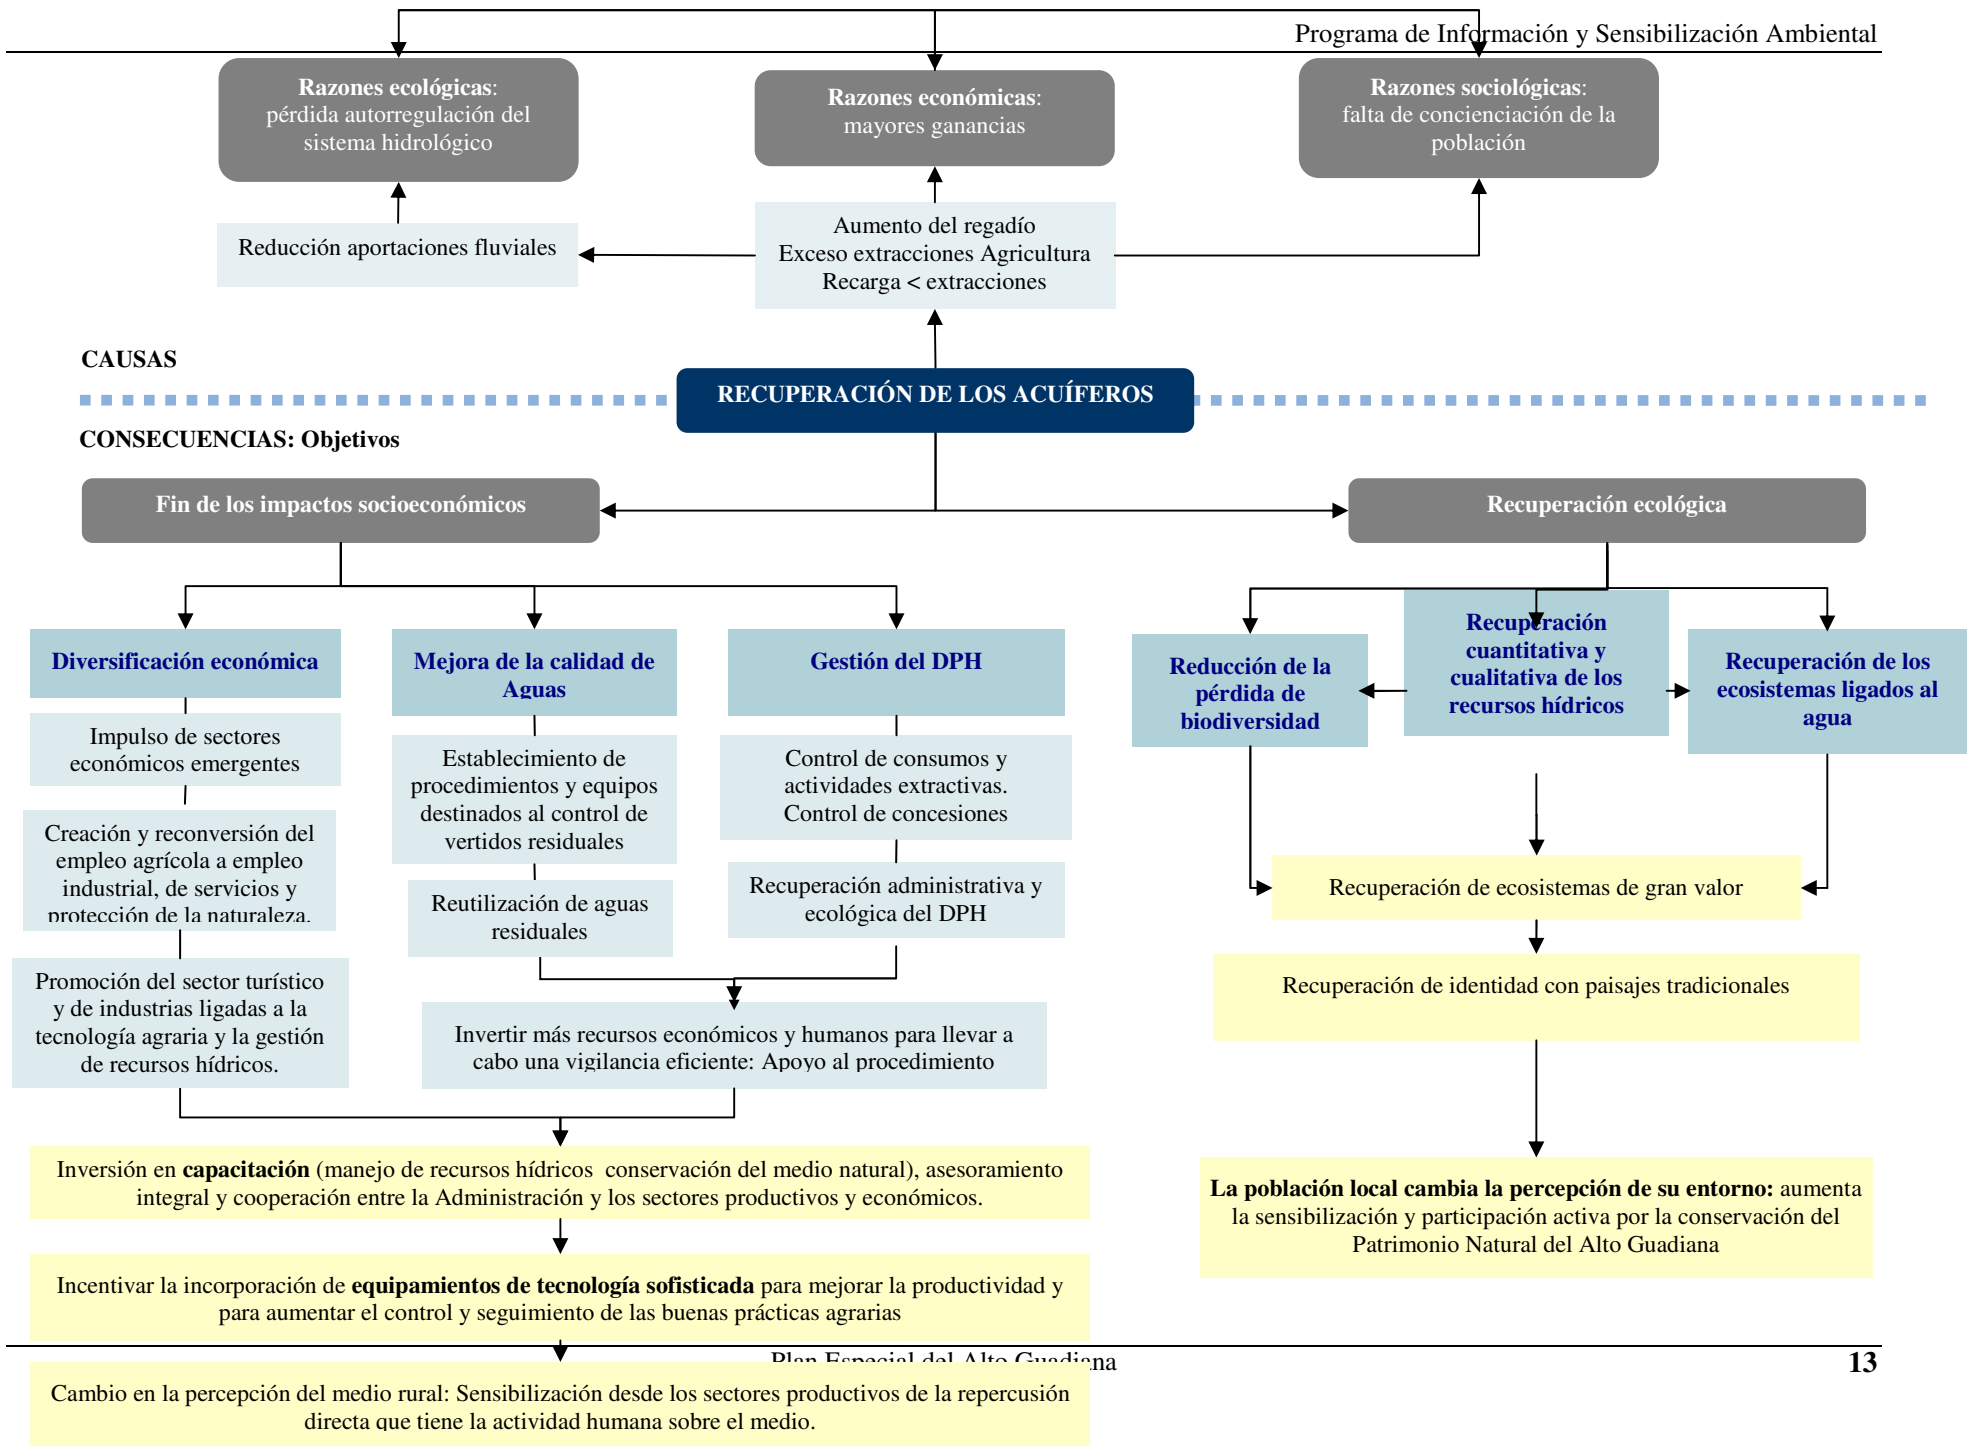 Programa de Información y Sensibilización Ambiental
Razones ecológicas:
pérdida autorregulación del
sistema hidrológico
Razones económicas:
mayores ganancias
Razones sociológicas:
falta de concienciación de la
población
Reducción aportaciones fluviales
Aumento del regadío
Exceso extracciones Agricultura
Recarga < extracciones
CAUSAS
RECUPERACIÓN DE LOS ACUÍFEROS
CONSECUENCIAS: Objetivos
Fin de los impactos socioeconómicos
Recuperación ecológica
Diversificación económica
Mejora de la calidad de
Aguas
Gestión del DPH
Reducción de la
pérdida de
biodiversidad
Recuperación
cuantitativa y
cualitativa de los
recursos hídricos
Recuperación de los
ecosistemas ligados al
agua
Impulso de sectores
económicos emergentes
Establecimiento de
procedimientos y equipos
destinados al control de
vertidos residuales
Control de consumos y
actividades extractivas.
Control de concesiones
Creación y reconversión del
empleo agrícola a empleo
industrial, de servicios y
protección de la naturaleza.
Reutilización de aguas
residuales
Recuperación administrativa y
ecológica del DPH
Recuperación de ecosistemas de gran valor
Promoción del sector turístico
y de industrias ligadas a la
tecnología agraria y la gestión
de recursos hídricos.
Invertir más recursos económicos y humanos para llevar a
cabo una vigilancia eficiente: Apoyo al procedimiento
Recuperación de identidad con paisajes tradicionales
Inversión en capacitación (manejo de recursos hídricos  conservación del medio natural), asesoramiento
integral y cooperación entre la Administración y los sectores productivos y económicos.
La población local cambia la percepción de su entorno: aumenta
la sensibilización y participación activa por la conservación del
Patrimonio Natural del Alto Guadiana
Incentivar la incorporación de equipamientos de tecnología sofisticada para mejorar la productividad y
para aumentar el control y seguimiento de las buenas prácticas agrarias
Plan Especial del Alto Guadiana
13
Cambio en la percepción del medio rural: Sensibilización desde los sectores productivos de la repercusión
directa que tiene la actividad humana sobre el medio.